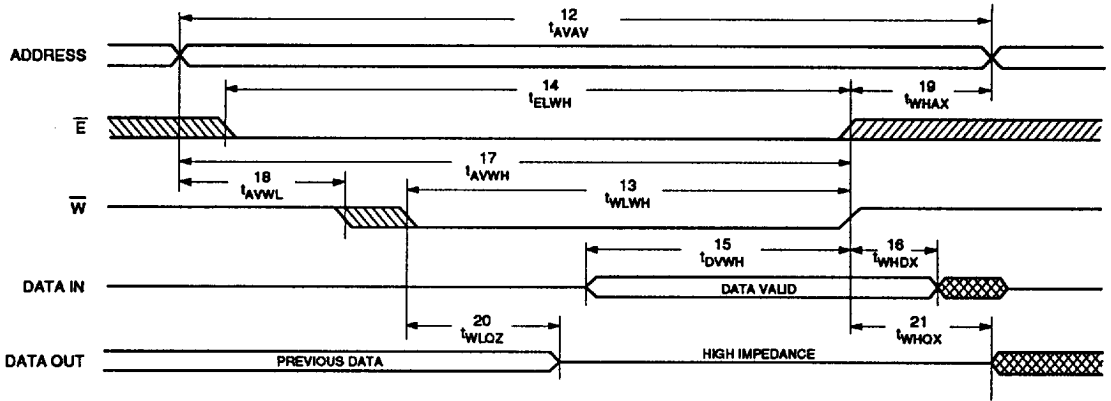 12
tAVAV
ADDRESS
14
tELWH
19
tWHAX
E
17
tAVWH
18
tAVWL
13
tWLWH
W
15
tDVWH
16
tWHDX
DATA IN
DATA VALID
20
tWLQZ
21
tWHQX
DATA OUT
PREVIOUS DATA
HIGH IMPEDANCE